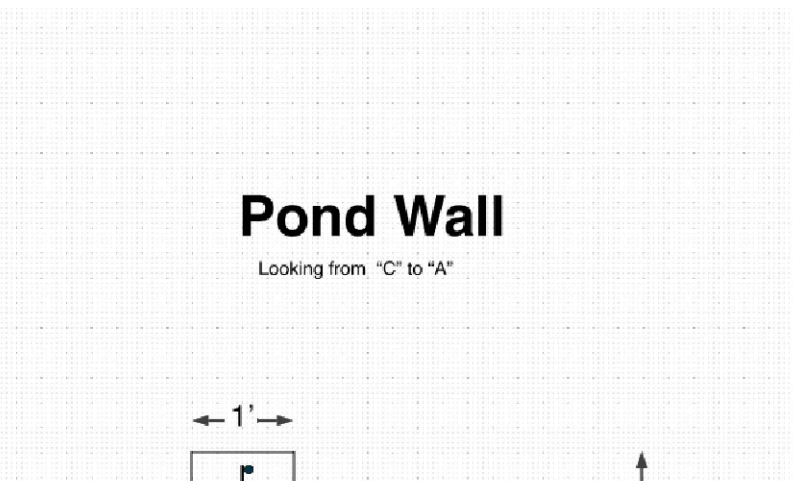 Pond Wall
Looking from “C” to “A”
1’